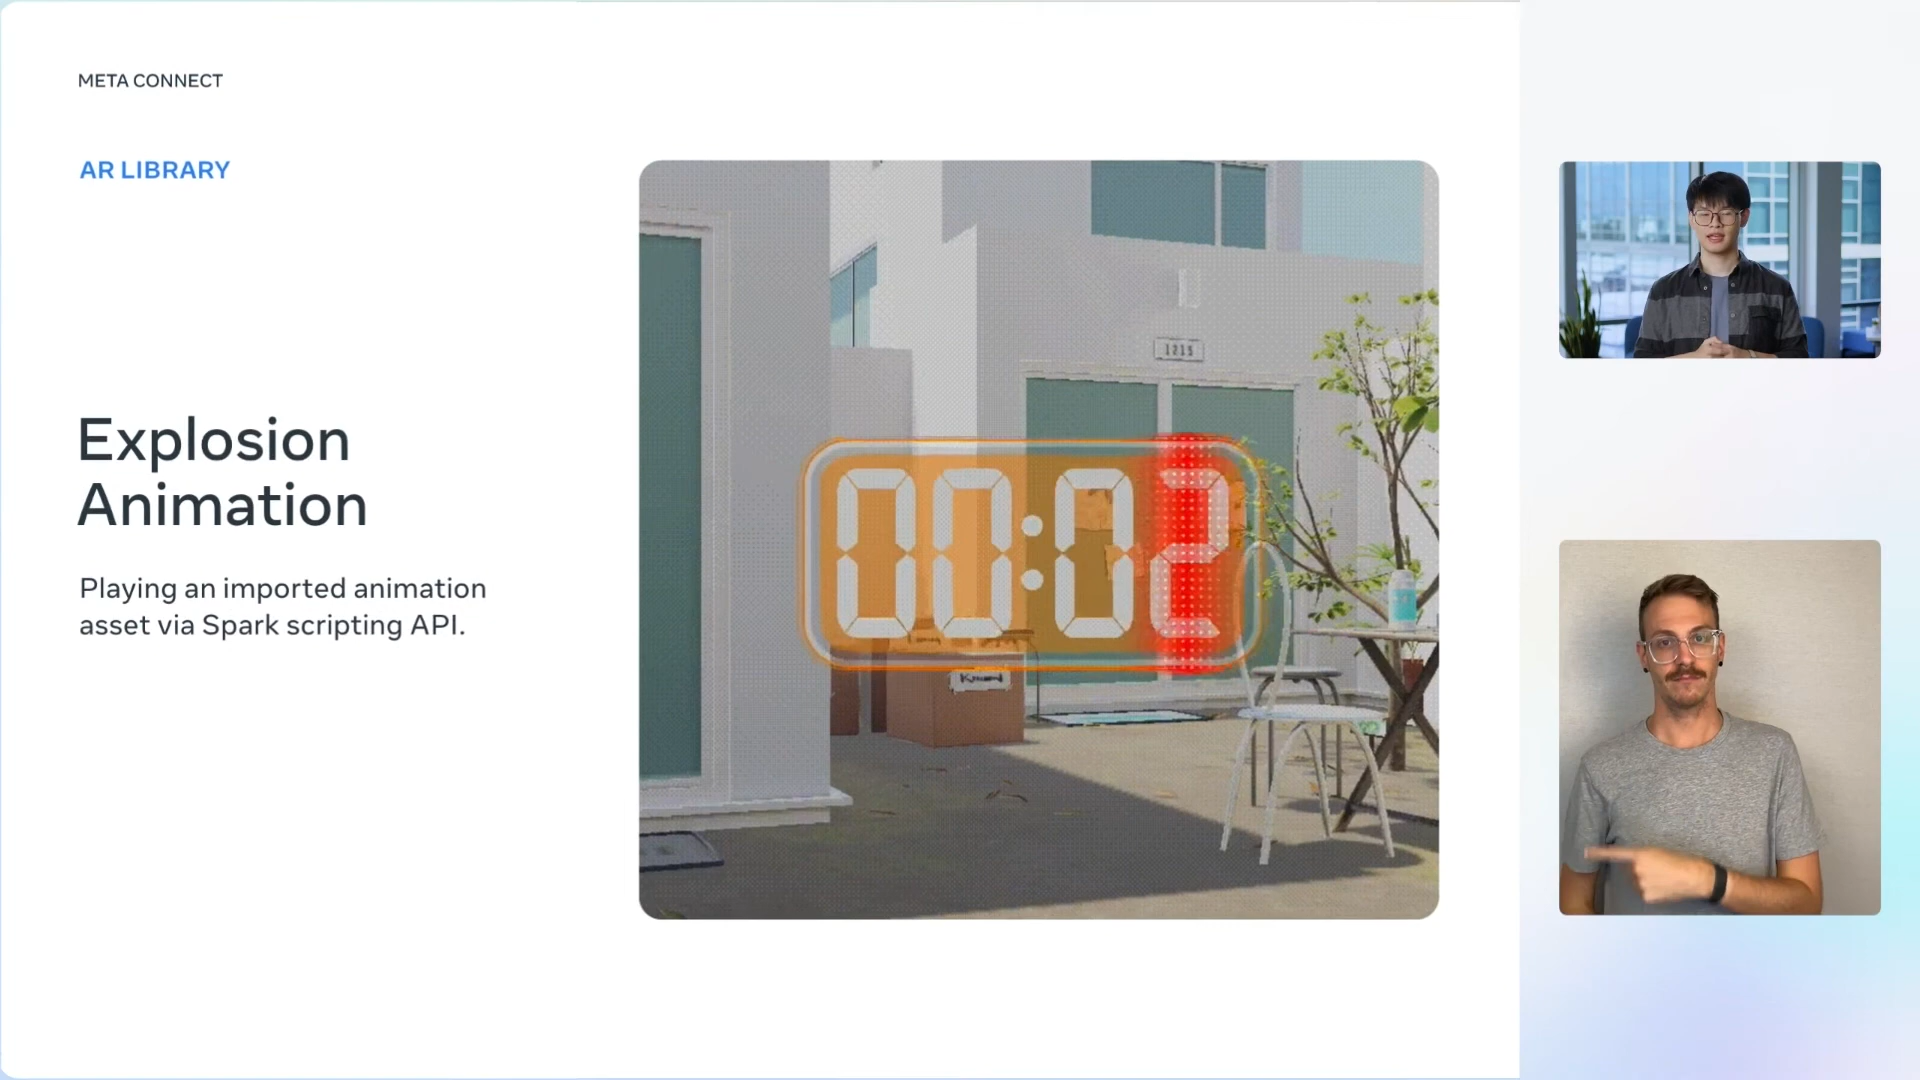 META CONNECT
AR LIBRARY
Explosion
Animation
Playing an imported animation
asset via Spark scripting API.
1215
00:02